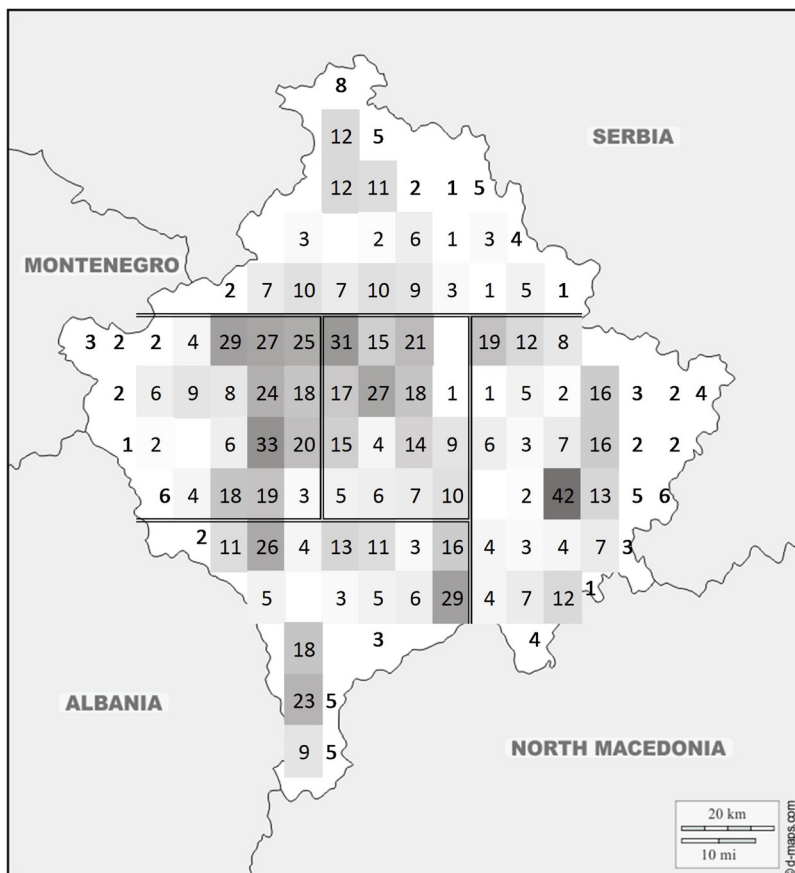 8
12 5
SERBIA
12 11 2 1 5
3 2 6 1 3 4
MONTENEGRO
2 7 10 7 10 9 3 1 5 1
3 2 2 4 29 27 25 31 15 21 19 12 8
2 6 9 8 24 18 17 27 18 1 1 5 2 16 3 2 4
1 2 6 33 20 15 4 14 9 6 3 7 16 2 2
6 4 18 19 3 5 6 7 10 2 42 13 5 6
2 11 26 4 13 11 3 16 4 3 4 7 3
5 3 5 6 29 4 7 12 1
18 3 4
ALBANIA
23 5
9 5
NORTH MACEDONIA
20 km
10 mi
©d-maps.com